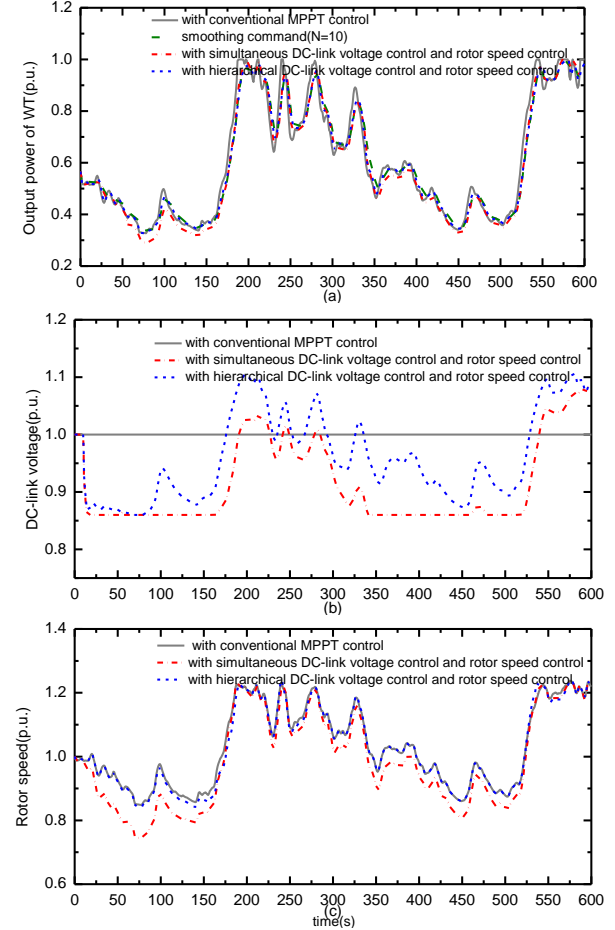 with conventional MPPT control
smoothing command(N=10)
with simultaneous DC-link voltage control and rotor speed control
with hierarchical DC-link voltage control and rotor speed control
Output power of WT(p.u.)
1.2
1.0
0.8
0.6
0.4
0.2
0 50 100 150 200 250 300 350 400 450 500 550 600
(a)
with conventional MPPT control
with simultaneous DC-link voltage control and rotor speed control
with hierarchical DC-link voltage control and rotor speed control
DC-link voltage(p.u.)
1.2
1.1
1.0
0.9
0.8
0 50 100 150 200 250 300 350 400 450 500 550 600
(b)
with conventional MPPT control
with simultaneous DC-link voltage control and rotor speed control
with hierarchical DC-link voltage control and rotor speed control
Rotor speed(p.u.)
1.4
1.2
1.0
0.8
0.6
0 50 100 150 200 250 300 350 400 450 500 550 600
(c)
time(s)